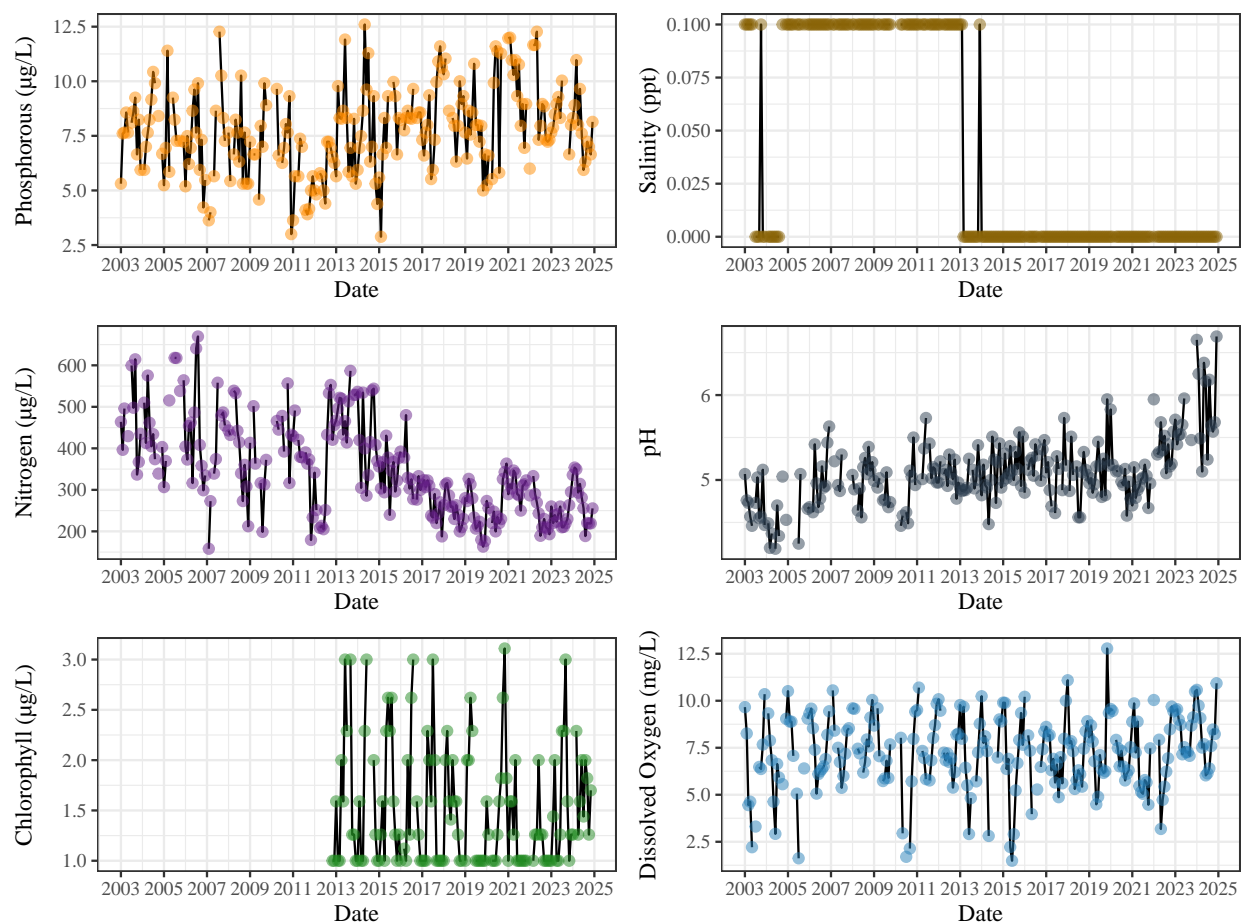 Phosphorous (µg/L)
12.5
10.0
7.5
5.0
2.5
2003 2005 2007 2009 2011 2013 2015 2017 2019 2021 2023 2025
Date
Salinity (ppt)
0.100
0.075
0.050
0.025
0.000
2003 2005 2007 2009 2011 2013 2015 2017 2019 2021 2023 2025
Date
Nitrogen (µg/L)
600
500
400
300
200
2003 2005 2007 2009 2011 2013 2015 2017 2019 2021 2023 2025
Date
pH
6
5
2003 2005 2007 2009 2011 2013 2015 2017 2019 2021 2023 2025
Date
Chlorophyll (µg/L)
3.0
2.5
2.0
1.5
1.0
2003 2005 2007 2009 2011 2013 2015 2017 2019 2021 2023 2025
Date
Dissolved Oxygen (mg/L)
12.5
10.0
7.5
5.0
2.5
2003 2005 2007 2009 2011 2013 2015 2017 2019 2021 2023 2025
Date